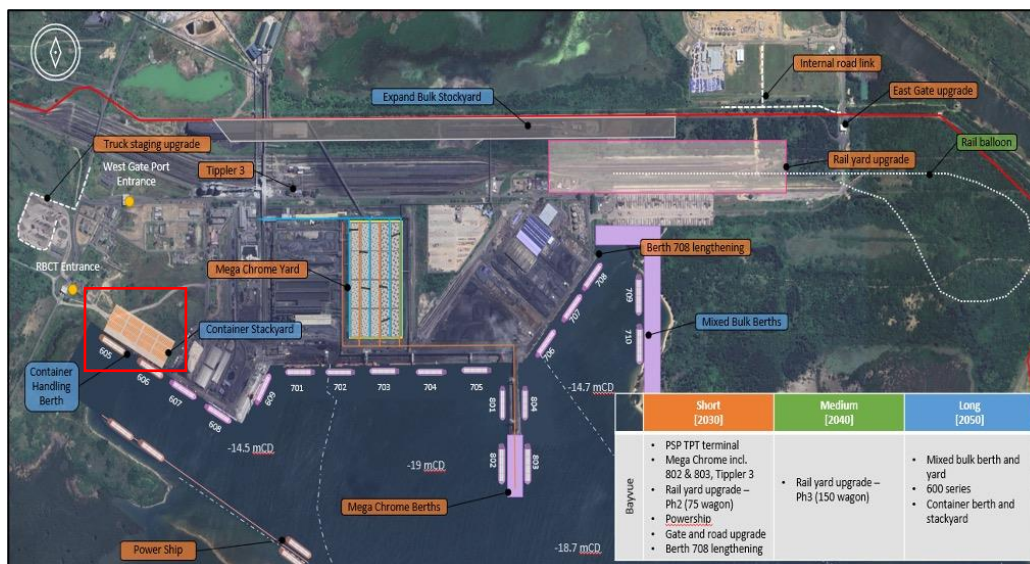 Internal road link
East Gate upgrade
Expand Bulk Stockyard
Rail balloon
Truck staging upgrade
Rail yard upgrade
West Gate Port
Entrance
Tippler 3
Berth 708 lengthening
Mega Chrome Yard
RBCT Entrance
708
709
707
Container Stackyard
Mixed Bulk Berths
710
605
706
Container
Handling
Berth
606
701
702
703
704
705
607
609
608
-14.7 mCD
801
804
-14.5 mCD
-19 mCD
802
803
Mega Chrome Berths
Power Ship
-18.7 mCD
Short
[2030]
Medium
[2040]
Long
[2050]
Bayvue
• PSP TPT terminal
• Mega Chrome incl.
802 & 803, Tippler 3
• Rail yard upgrade –
Ph2 (75 wagon)
• Powership
• Gate and road upgrade
• Berth 708 lengthening
• Rail yard upgrade –
Ph3 (150 wagon)
• Mixed bulk berth and
yard
• 600 series
• Container berth and
stackyard